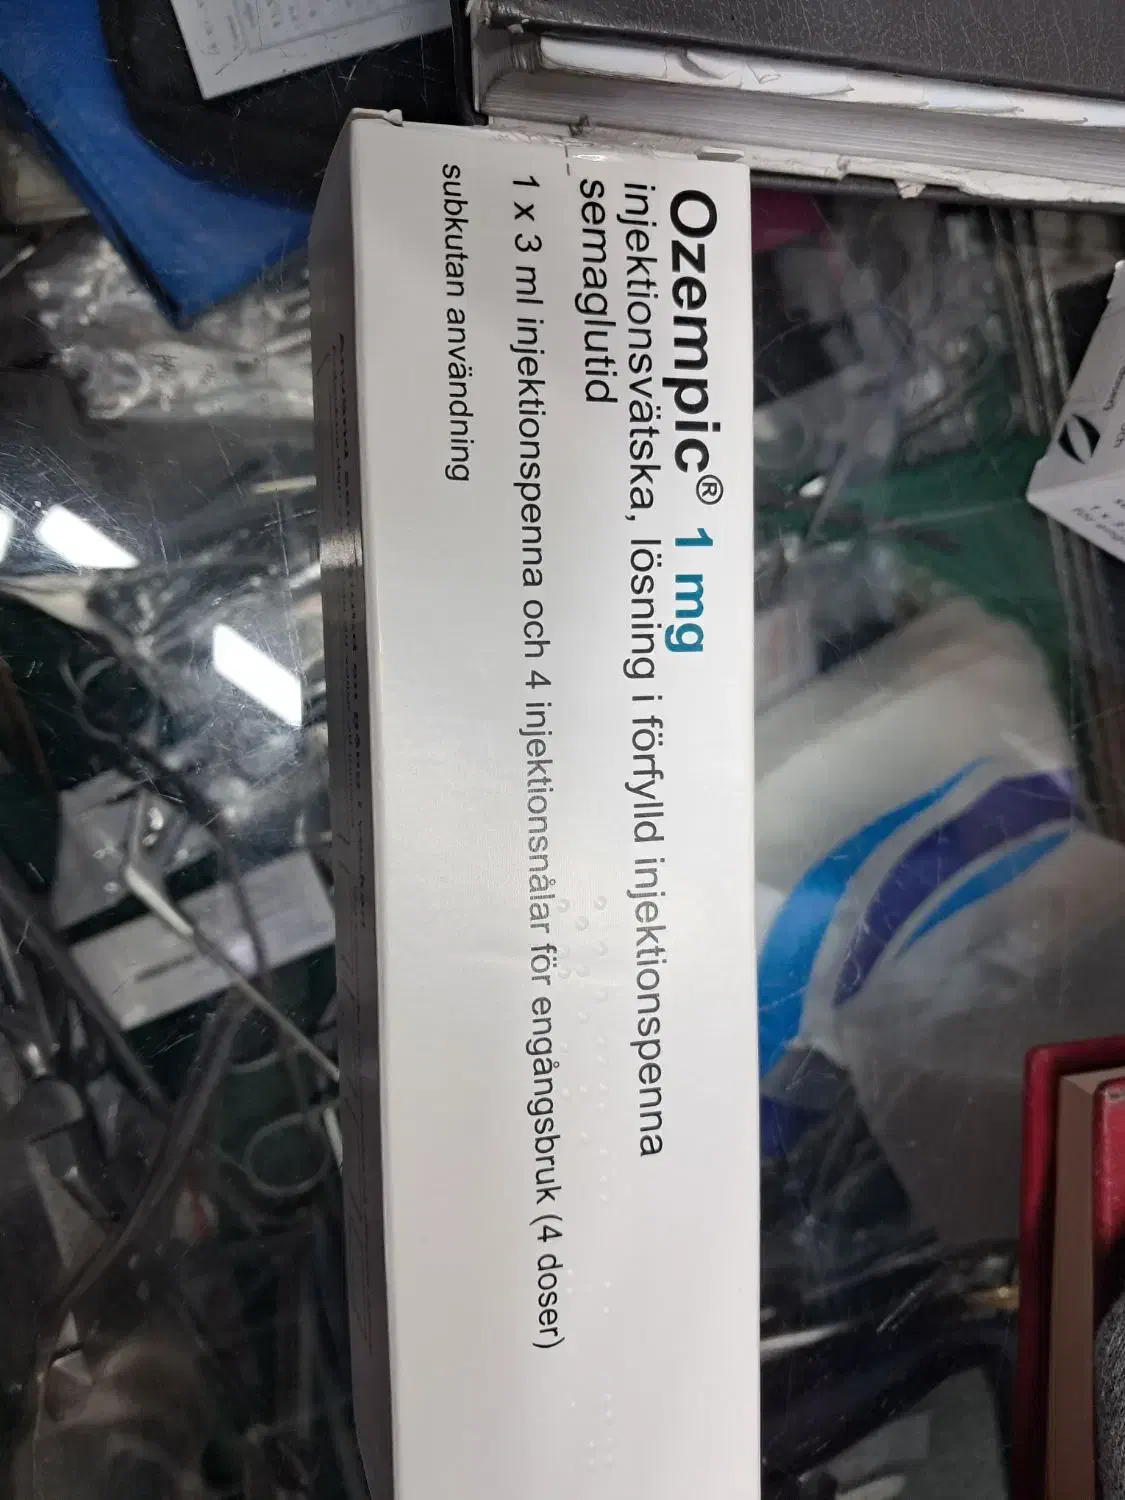 Ozempic® 1 mg
injektionsvätska, lösning i förfylld injektionspenna
semaglutid
1 x 3 ml injektionspenna och 4 injektionsnålar för engångsbruk (4 doser)
subkutan användning